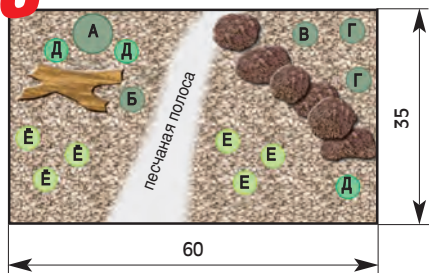 А В Г
Д Д
Г
Б
песчаная полоса
Ё Е
Ё Е
Ё Е Д
35
60